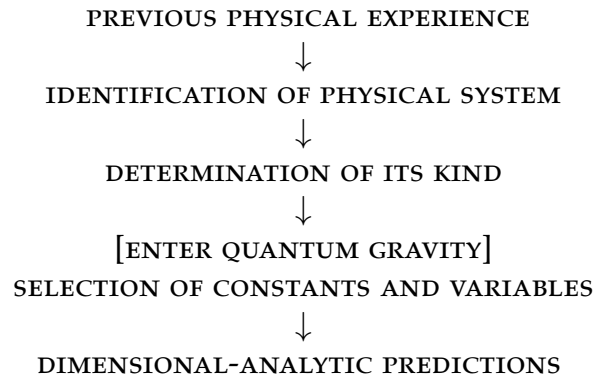 PREVIOUS PHYSICAL EXPERIENCE
↓
IDENTIFICATION OF PHYSICAL SYSTEM
↓
DETERMINATION OF ITS KIND
↓
[ENTER QUANTUM GRAVITY]
SELECTION OF CONSTANTS AND VARIABLES
↓
DIMENSIONAL-ANALYTIC PREDICTIONS